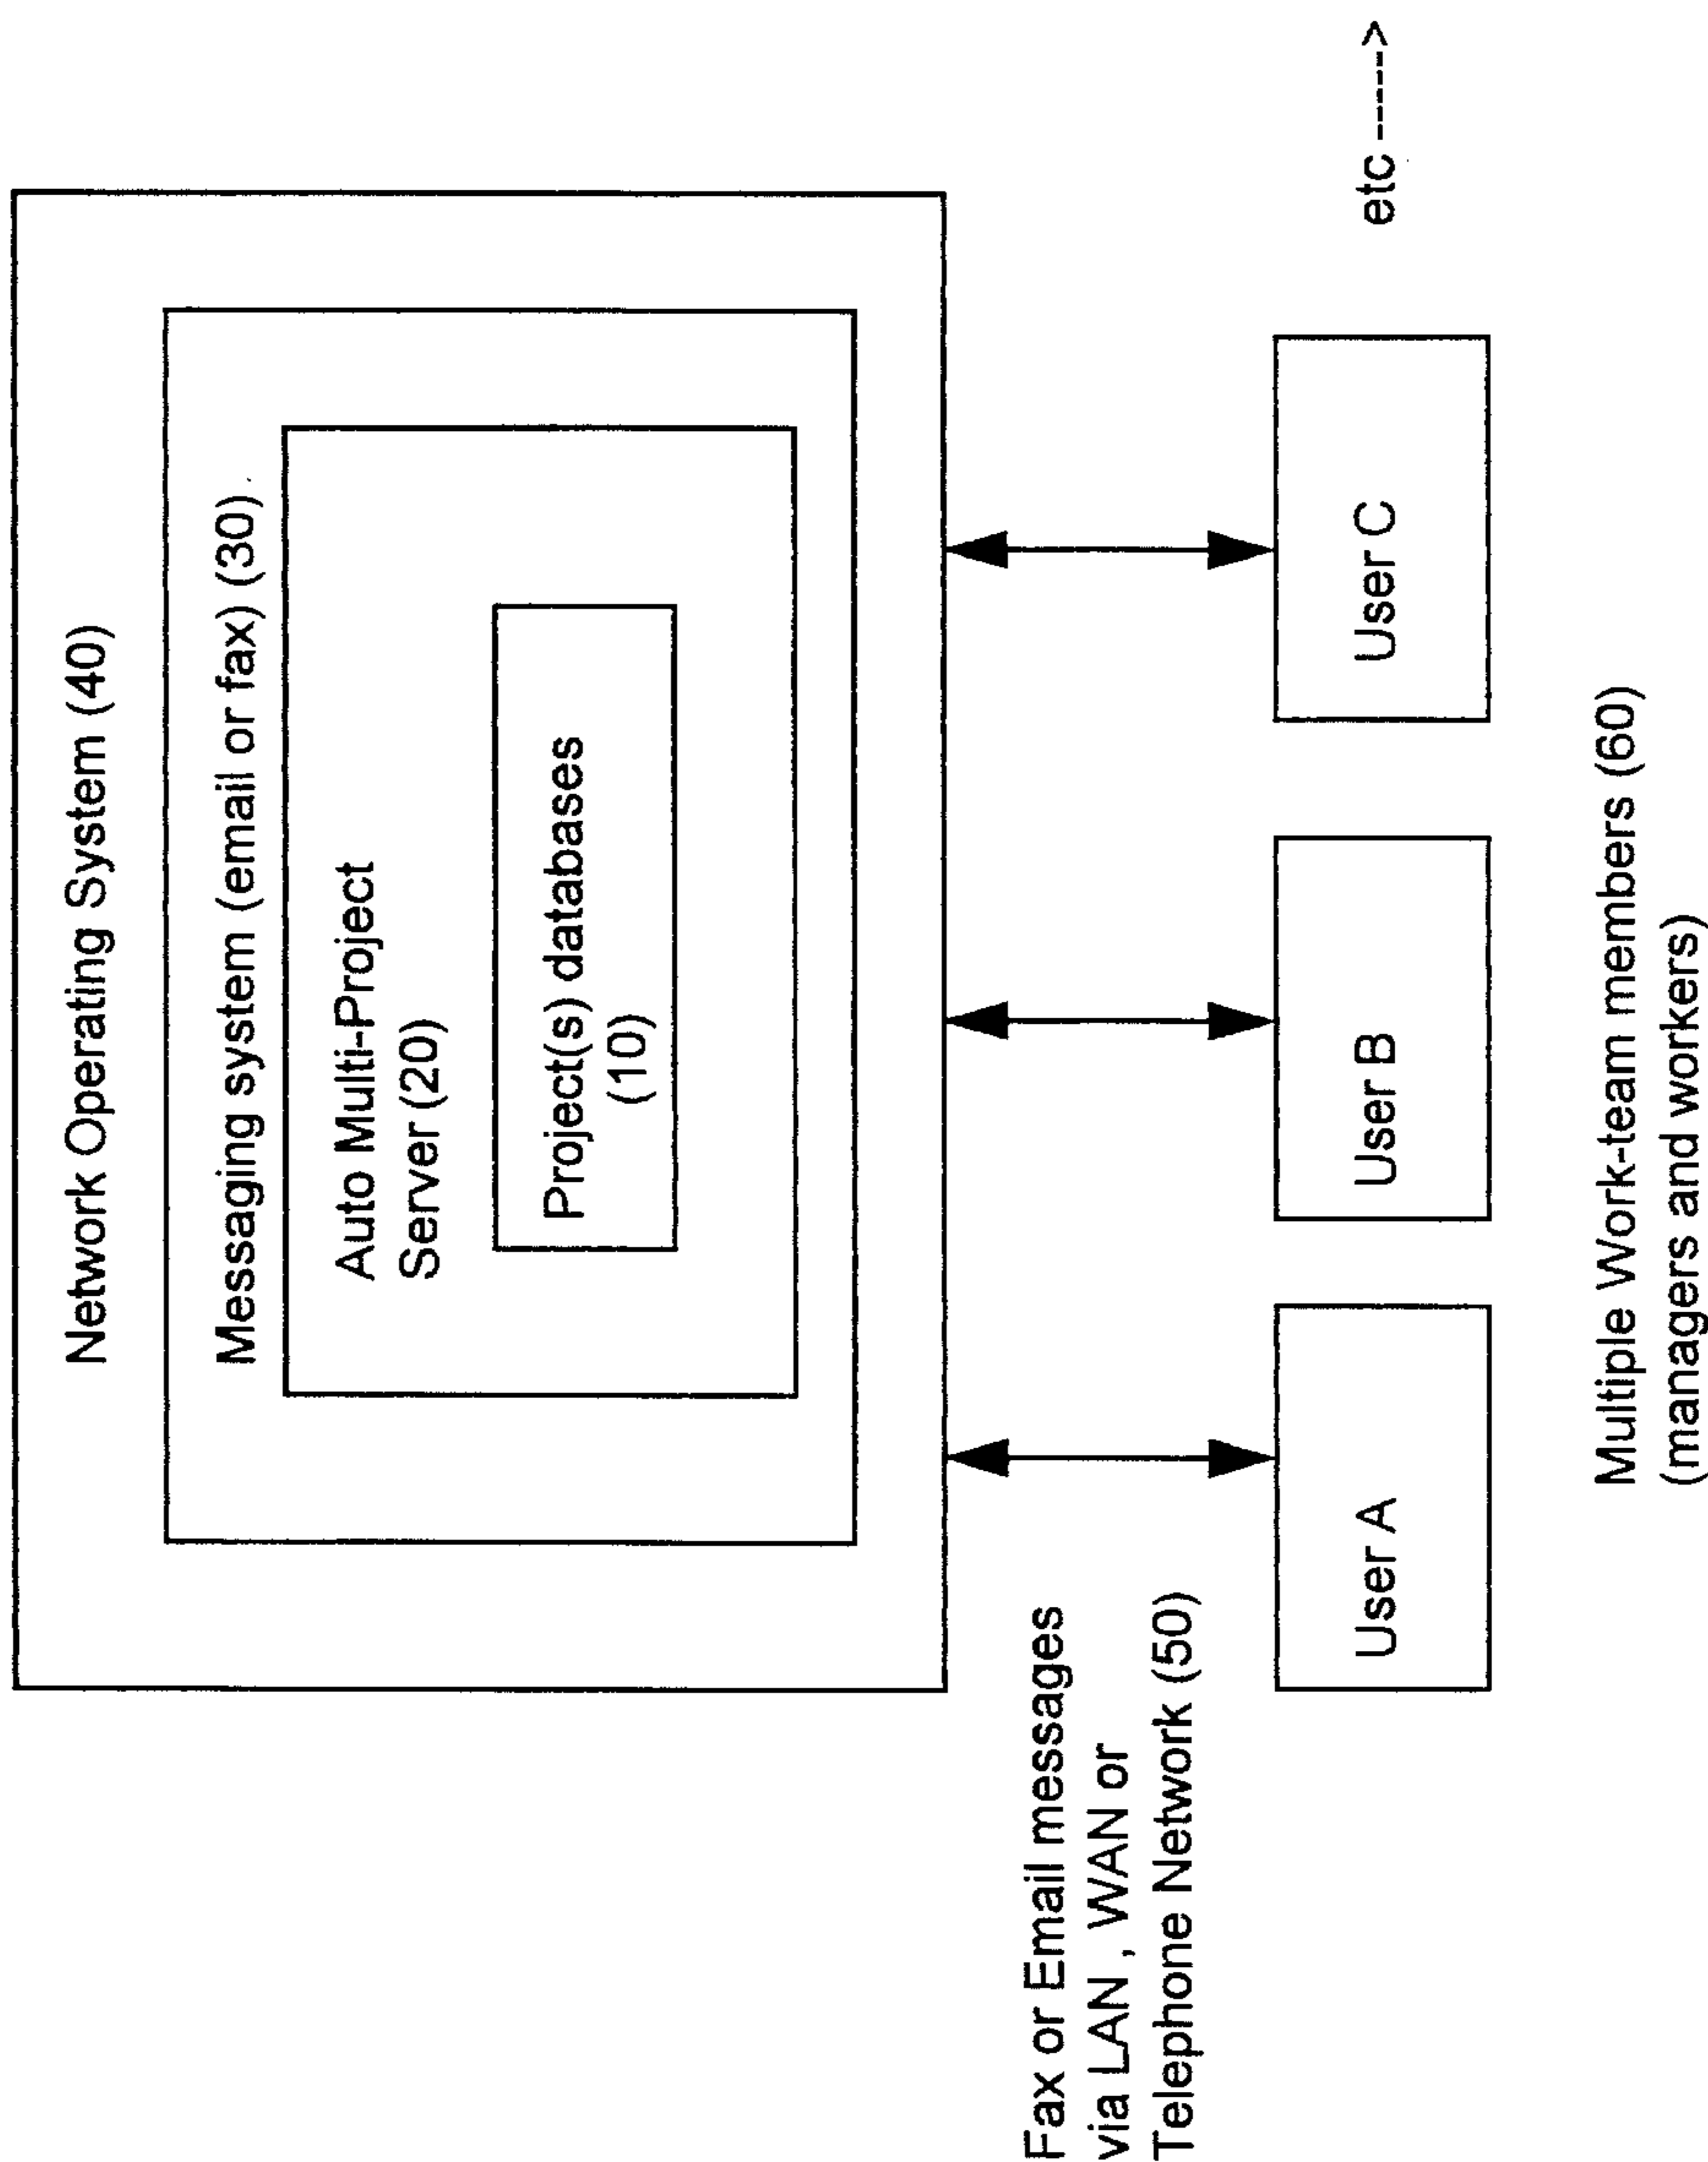 Network Operating System (40)
Messaging system (email or fax) (30)
Auto Multi-Project
Server (20)
Project(s) databases
(10)
Fax or Email messages
via LAN , WAN or
Telephone Network (50)
User A
User B
User C
etc ------>
Multiple Work-team members (60)
(managers and workers)